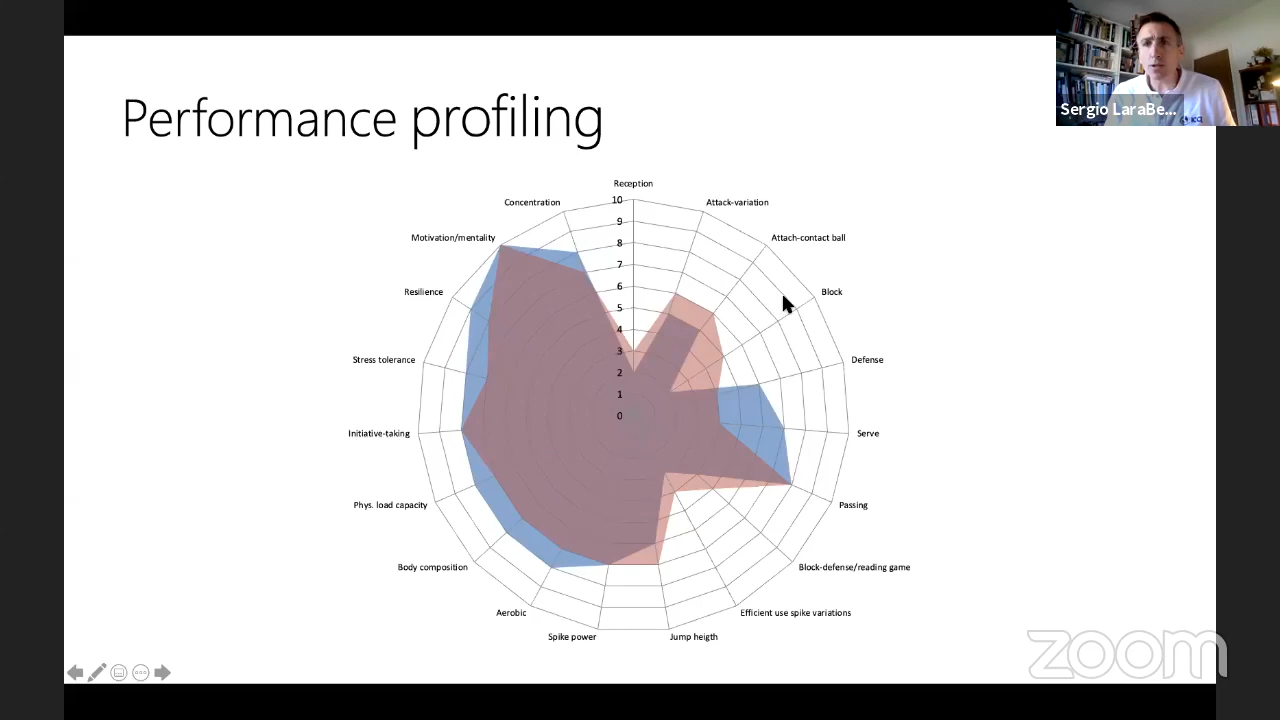 Sergio LaraBe...
Performance profiling
Reception
Concentration
Attack-variation
Motivation/mentality
Attach-contact ball
Resilience
Block
Stress tolerance
Defense
Initiative-taking
Serve
Phys. load capacity
Passing
Body composition
Block-defense/reading game
Aerobic
Efficient use spike variations
Spike power
Jump heigth
10
9
8
7
6
5
4
3
2
1
0
zoom